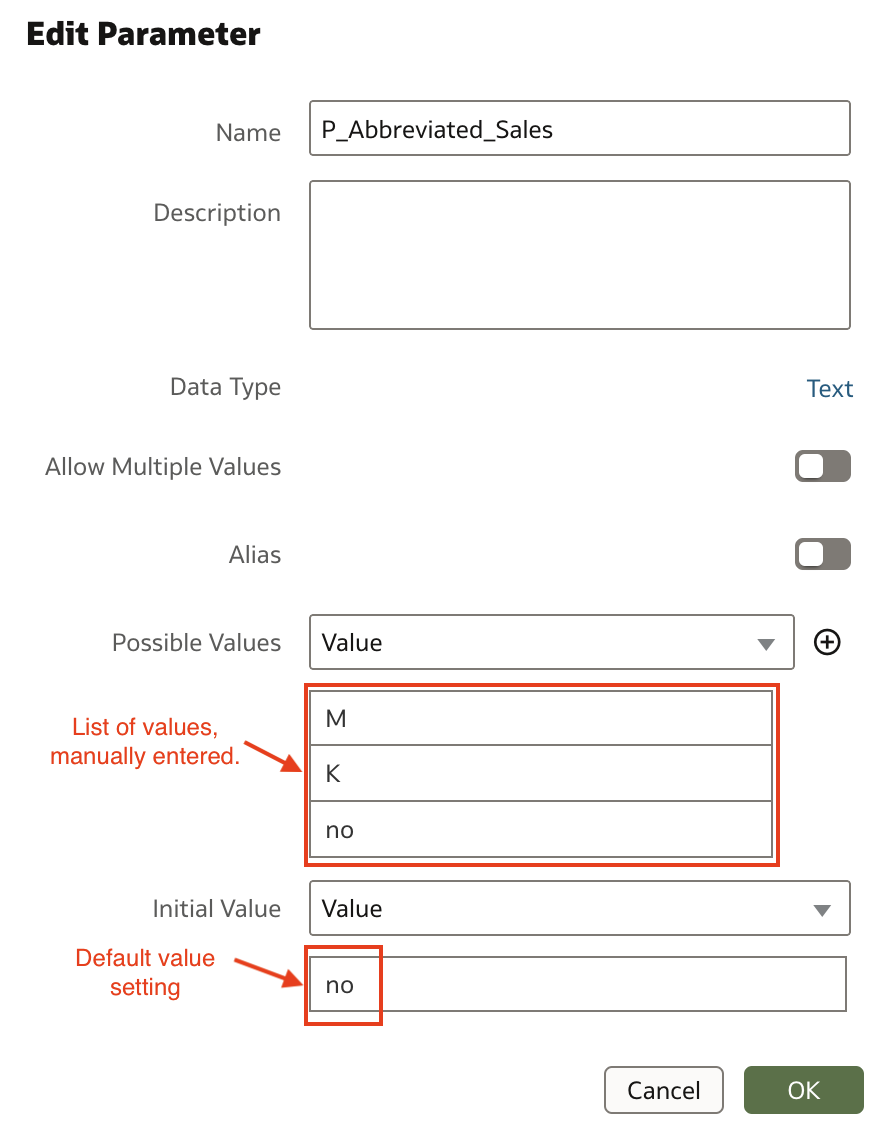 Edit Parameter
Name P_Abbreviated_Sales
Description
Data Type Text
Allow Multiple Values
Alias
Possible Values Value
List of values,
manually entered.
M
K
no
Initial Value Value
Default value
setting
no
Cancel OK